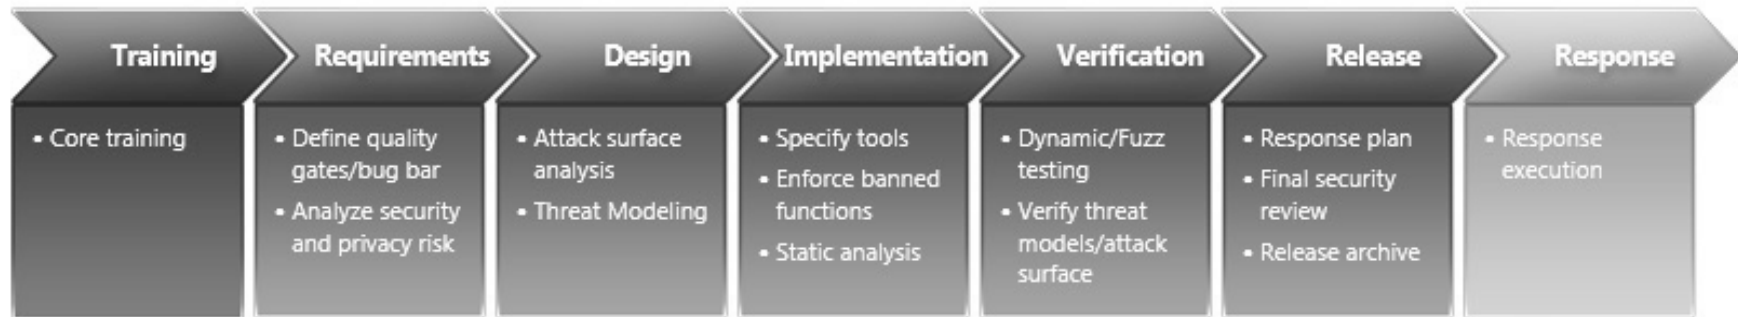 Training
Requirements
Design
Implementation
Verification
Release
Response
• Core training
• Define quality
gates/bug bar
• Analyze security
and privacy risk
• Attack surface
analysis
• Threat Modeling
• Specify tools
• Enforce banned
functions
• Static analysis
• Dynamic/Fuzz
testing
• Verify threat
models/attack
surface
• Response plan
• Final security
review
• Release archive
• Response
execution